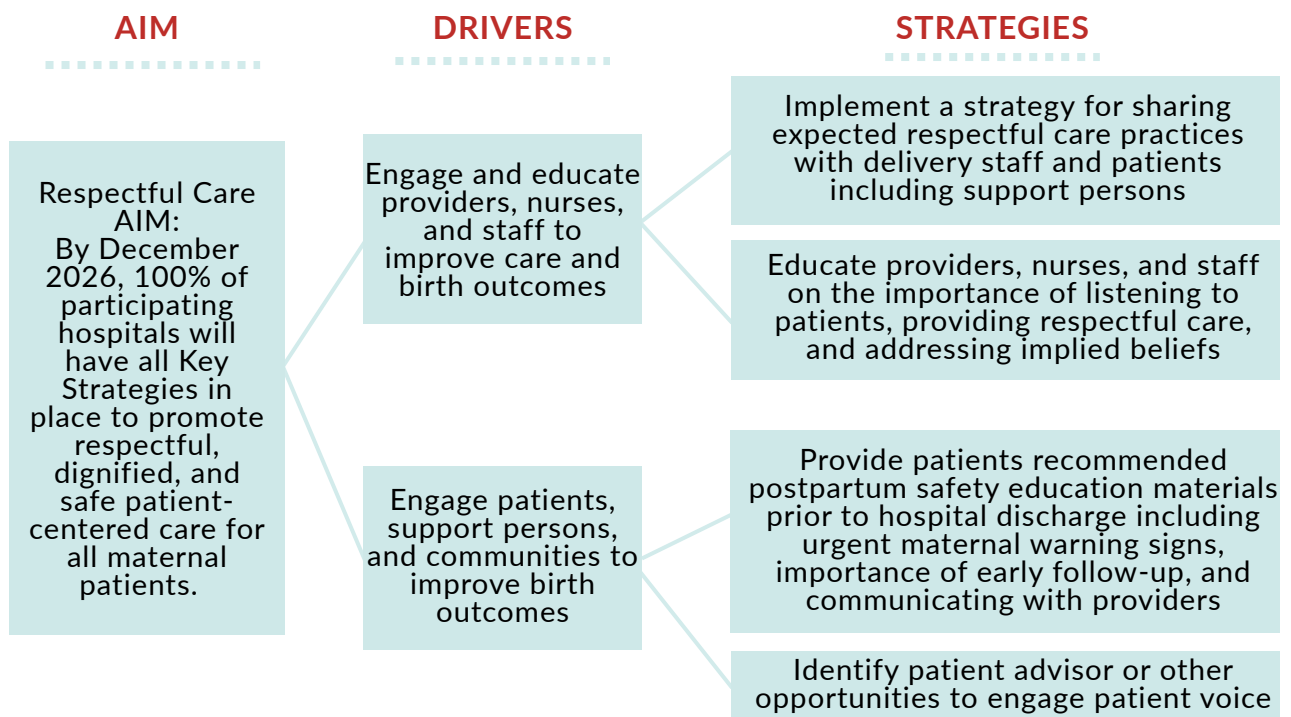 AIM
DRIVERS
STRATEGIES
Respectful Care
AIM:
By December
2026, 100% of
participating
hospitals will
have all Key
Strategies in
place to promote
respectful,
dignified, and
safe patient-
centered care for
all maternal
patients.
Engage and educate
providers, nurses,
and staff to
improve care and
birth outcomes
Engage patients,
support persons,
and communities to
improve birth
outcomes
Implement a strategy for sharing
expected respectful care practices
with delivery staff and patients
including support persons
Educate providers, nurses, and staff
on the importance of listening to
patients, providing respectful care,
and addressing implied beliefs
Provide patients recommended
postpartum safety education materials
prior to hospital discharge including
urgent maternal warning signs,
importance of early follow-up, and
communicating with providers
Identify patient advisor or other
opportunities to engage patient voice